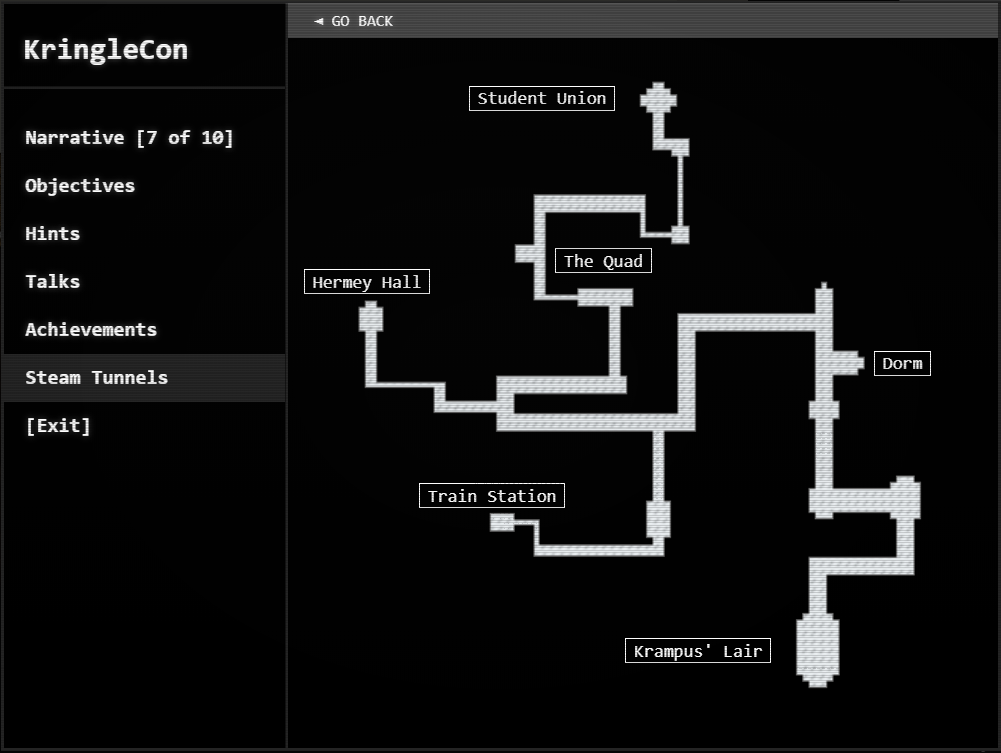 ◄ GO BACK
KringleCon
Narrative [7 of 10]
Objectives
Hints
Talks
Achievements
Steam Tunnels
[Exit]
Student Union
The Quad
Hermey Hall
Dorm
Train Station
Krampus' Lair